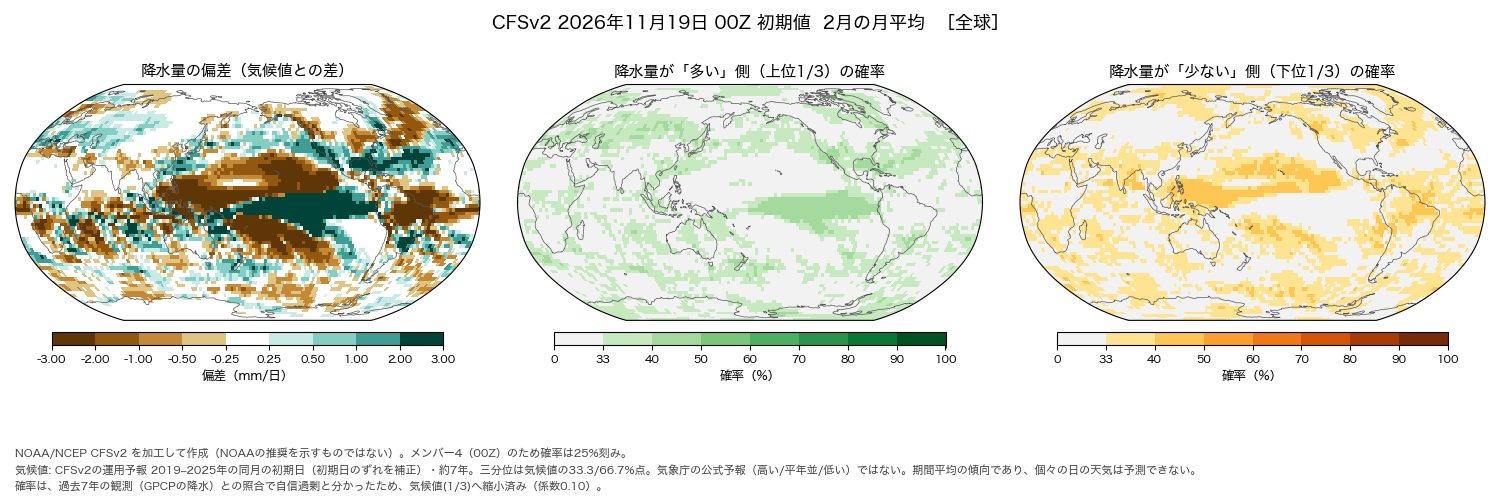 CFSv2 2026年11月19日 00Z 初期値 2月の月平均 ［全球］
降水量の偏差（気候値との差）
降水量が「多い」側（上位1/3）の確率
降水量が「少ない」側（下位1/3）の確率
-3.00 -2.00 -1.00 -0.50 -0.25 0.25 0.50 1.00 2.00 3.00
偏差（mm/日）
0 33 40 50 60 70 80 90 100
確率（%）
0 33 40 50 60 70 80 90 100
確率（%）
NOAA/NCEP CFSv2 を加工して作成（NOAAの推奨を示すものではない）。メンバー4（00Z）のため確率は25%刻み。
気候値: CFSv2の運用予報 2019–2025年の同月の初期日（初期日のずれを補正）・約7年。三分位は気候値の33.3/66.7%点。気象庁の公式予報（高い/平年並/低い）ではない。期間平均の傾向であり、個々の日の天気は予測できない。
確率は、過去7年の観測（GPCPの降水）との照合で自信過剰と分かったため、気候値(1/3)へ縮小済み（係数0.10）。